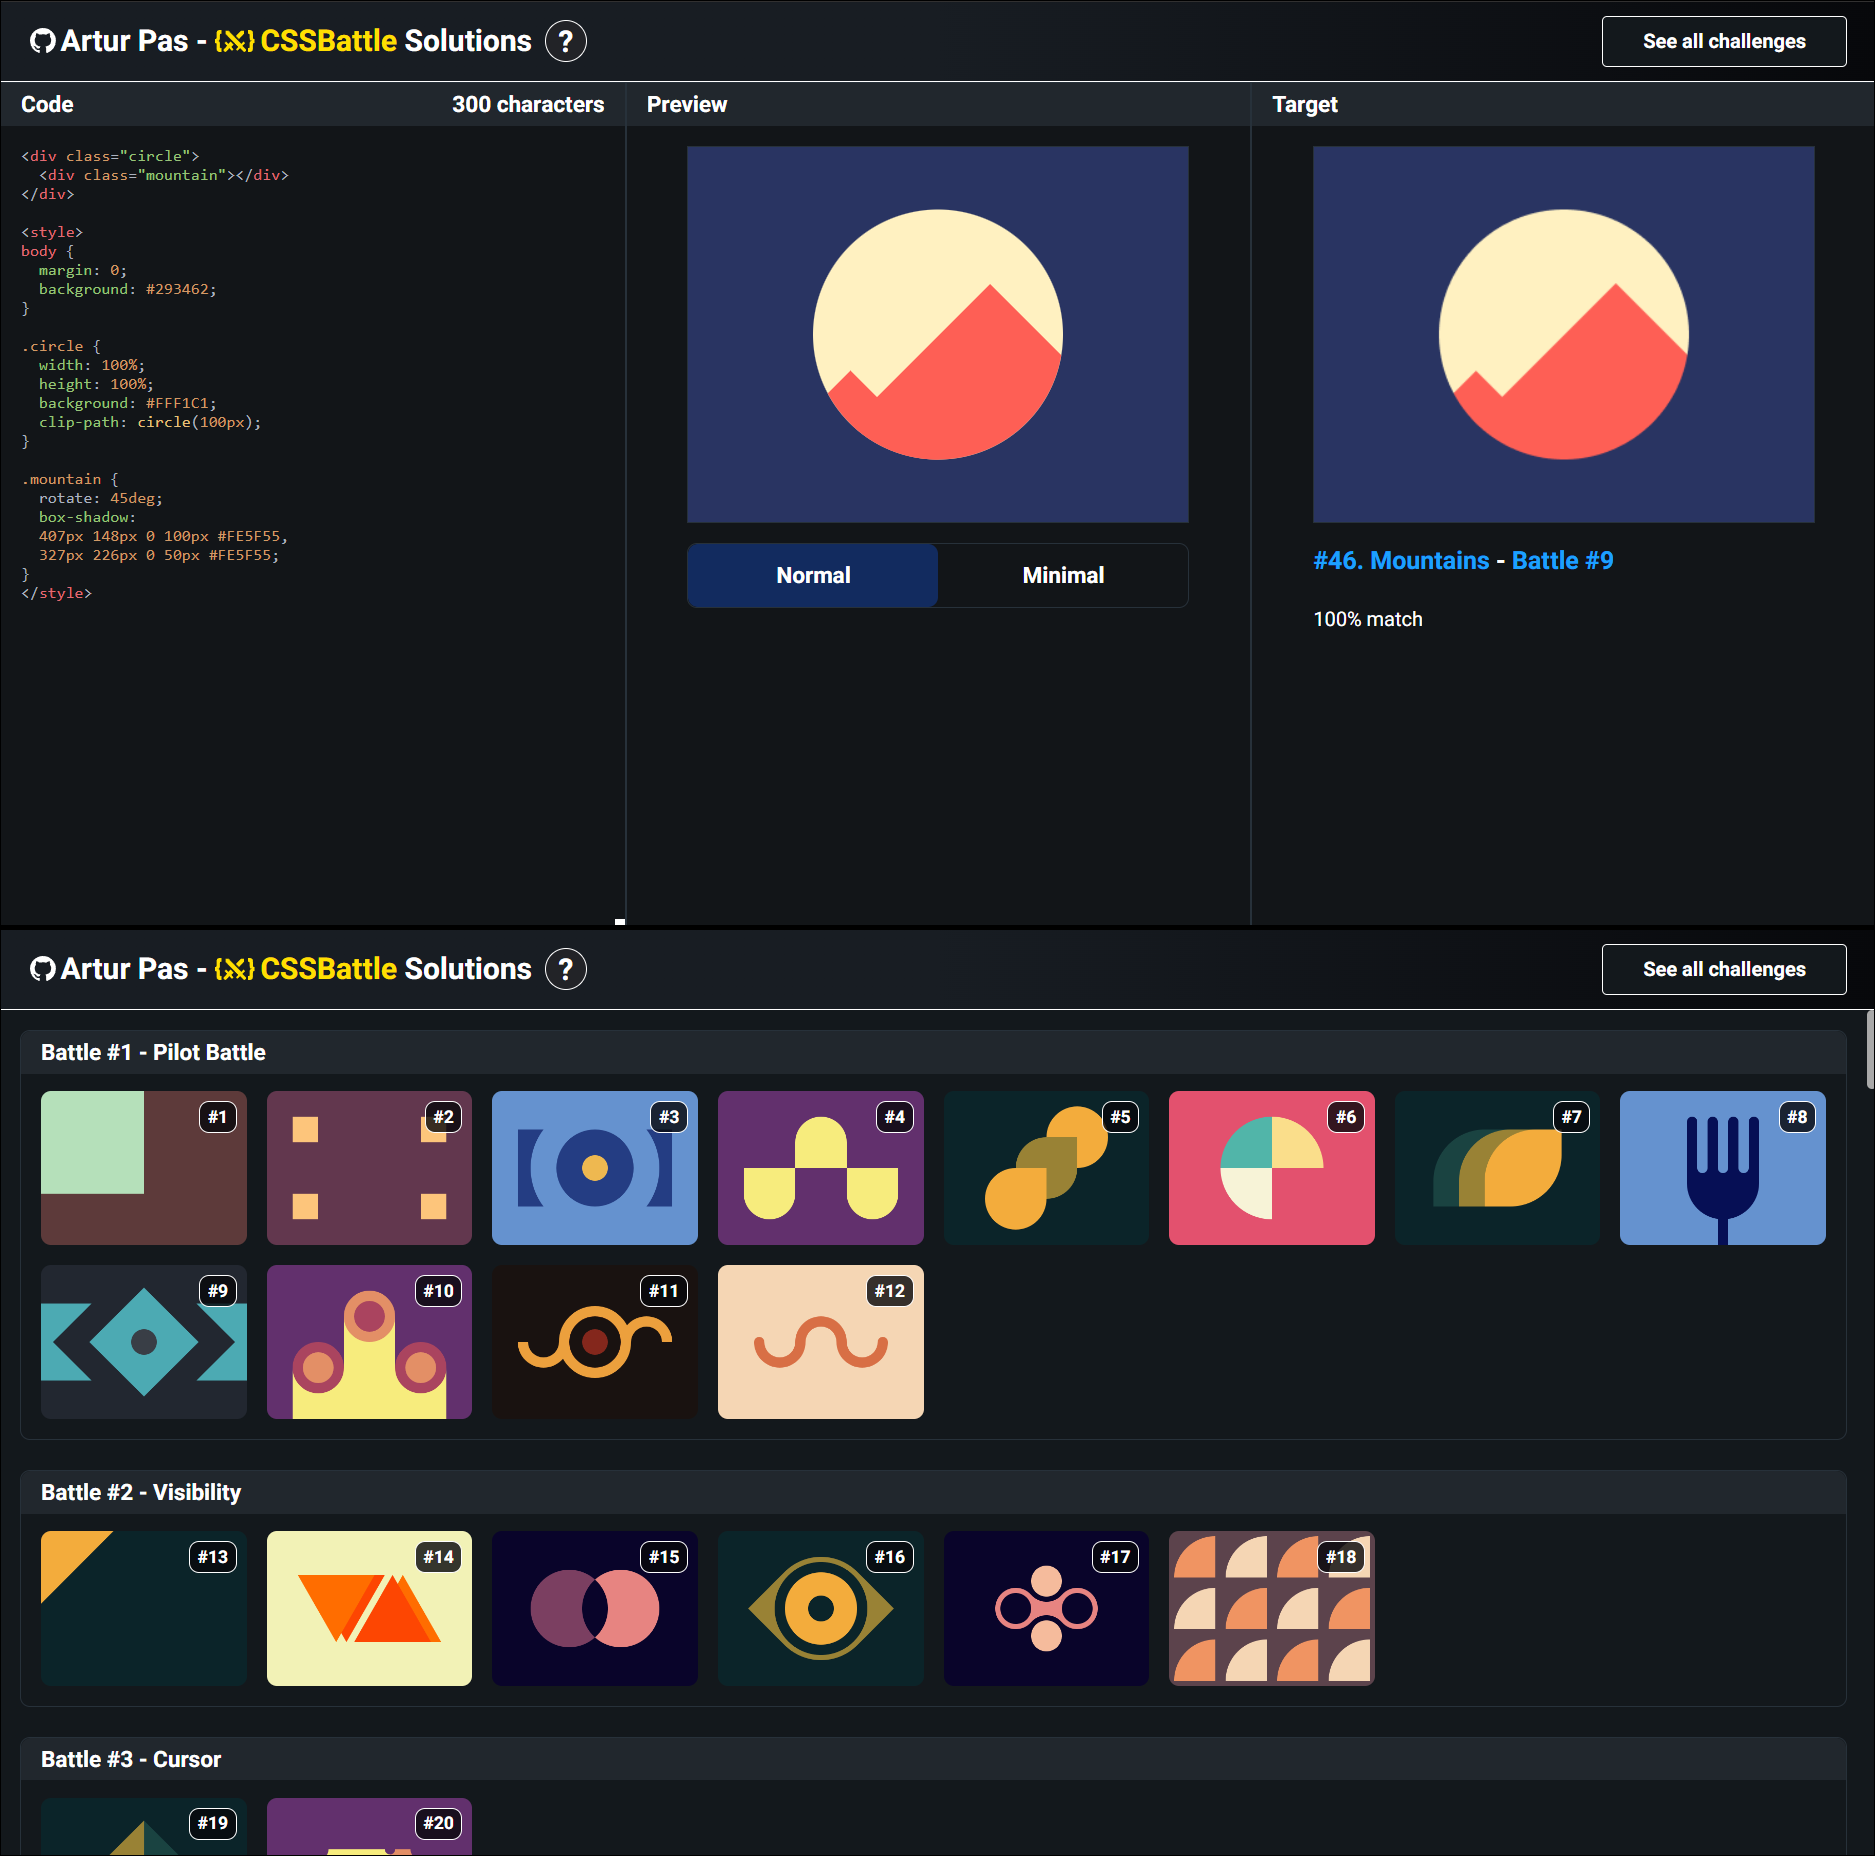 Artur Pas - {X} CSSBattle Solutions ?
See all challenges
Code
300 characters
Preview
Target
<div class="circle">
  <div class="mountain"></div>
</div>
<style>
body {
  margin: 0;
  background: #293462;
}
.circle {
  width: 100%;
  height: 100%;
  background: #FFF1C1;
  clip-path: circle(100px);
}
.mountain {
  rotate: 45deg;
  box-shadow:
  407px 148px 0 100px #FE5F55,
  327px 226px 0 50px #FE5F55;
}
</style>
Normal
Minimal
#46. Mountains - Battle #9
100% match
Artur Pas - {X} CSSBattle Solutions ?
See all challenges
Battle #1 - Pilot Battle
#1
#2
#3
#4
#5
#6
#7
#8
#9
#10
#11
#12
Battle #2 - Visibility
#13
#14
#15
#16
#17
#18
Battle #3 - Cursor
#19
#20